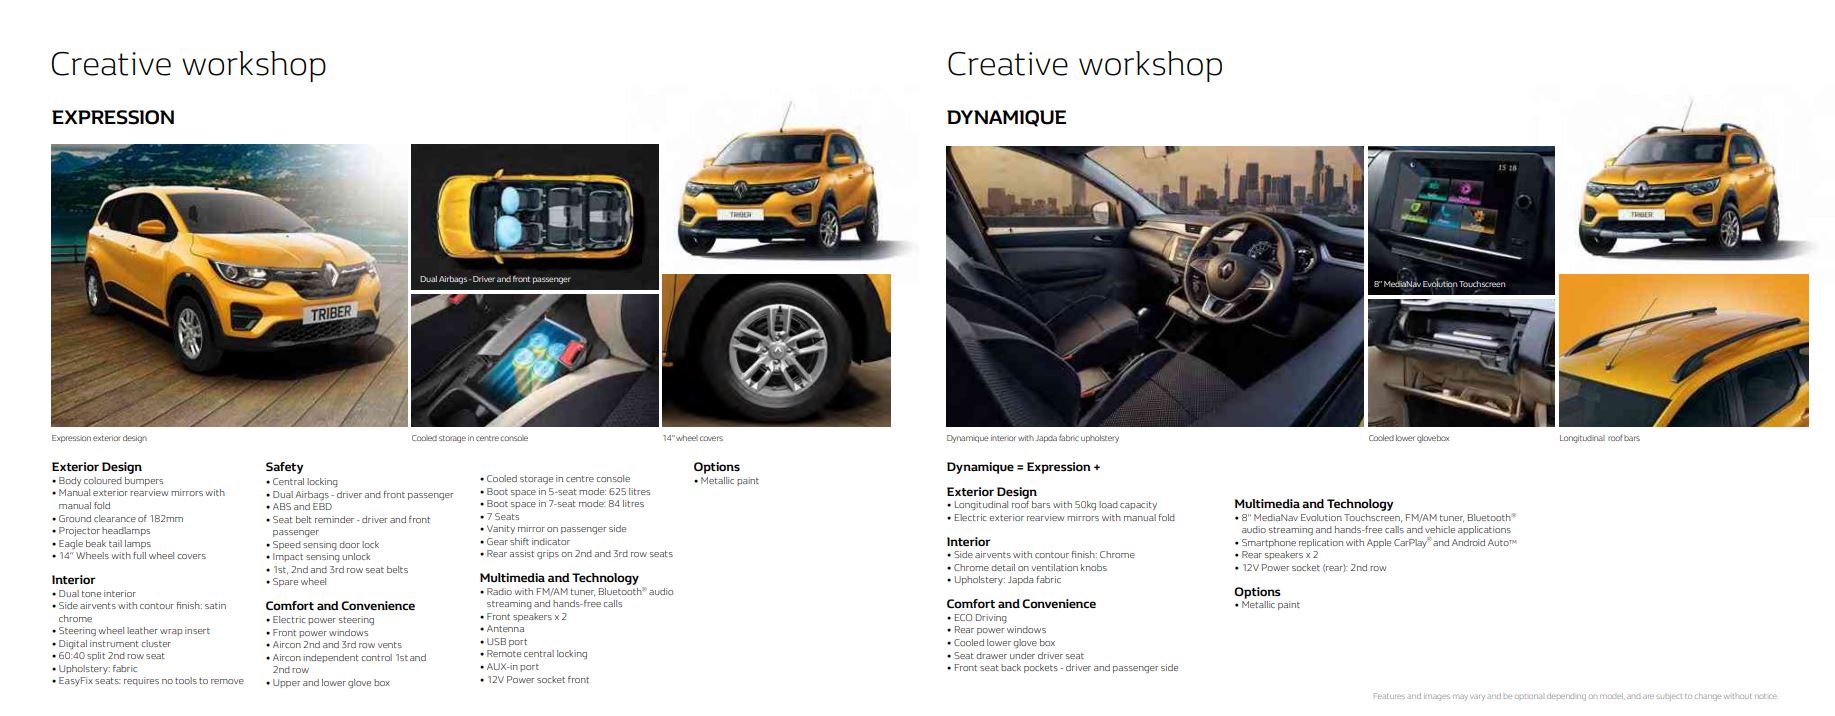 Creative workshop
EXPRESSION
TRIBER
Dual Airbags - Driver and front passenger
TRIBER
Expression exterior design
Cooled storage in centre console
14" wheel covers
Exterior Design
• Body coloured bumpers
• Manual exterior rearview mirrors with
manual fold
• Ground clearance of 182mm
• Projector headlamps
• Eagle beak tail lamps
• 14" Wheels with full wheel covers
Interior
• Dual tone interior
• Side airvents with contour finish: satin
chrome
• Steering wheel leather wrap insert
• Digital instrument cluster
• 60:40 split 2nd row seat
• Upholstery: fabric
• EasyFix seats: requires no tools to remove
Safety
• Central locking
• Dual Airbags - driver and front passenger
• ABS and EBD
• Seat belt reminder - driver and front
passenger
• Speed sensing door lock
• Impact sensing unlock
• 1st, 2nd and 3rd row seat belts
• Spare wheel
Comfort and Convenience
• Electric power steering
• Front power windows
• Aircon 2nd and 3rd row vents
• Aircon independent control 1st and
2nd row
• Upper and lower glove box
• Cooled storage in centre console
• Boot space in 5-seat mode: 625 litres
• Boot space in 7-seat mode: 84 litres
• 7 Seats
• Vanity mirror on passenger side
• Gear shift indicator
• Rear assist grips on 2nd and 3rd row seats
Multimedia and Technology
• Radio with FM/AM tuner, Bluetooth® audio
streaming and hands-free calls
• Front speakers x 2
• Antenna
• USB port
• Remote central locking
• AUX-in port
• 12V Power socket front
Options
• Metallic paint
Creative workshop
DYNAMIQUE
15 18
8" MediaNav Evolution Touchscreen
TRIBER
Dynamique interior with Japda fabric upholstery
Cooled lower glovebox
Longitudinal roof bars
Dynamique = Expression +
Exterior Design
• Longitudinal roof bars with 50kg load capacity
• Electric exterior rearview mirrors with manual fold
Interior
• Side airvents with contour finish: Chrome
• Chrome detail on ventilation knobs
• Upholstery: Japda fabric
Comfort and Convenience
• ECO Driving
• Rear power windows
• Cooled lower glove box
• Seat drawer under driver seat
• Front seat back pockets - driver and passenger side
Multimedia and Technology
• 8" MediaNav Evolution Touchscreen, FM/AM tuner, Bluetooth®
audio streaming and hands-free calls and vehicle applications
• Smartphone replication with Apple CarPlay® and Android Auto™
• Rear speakers x 2
• 12V Power socket (rear): 2nd row
Options
• Metallic paint
Features and images may vary and be optional depending on model, and are subject to change without notice.